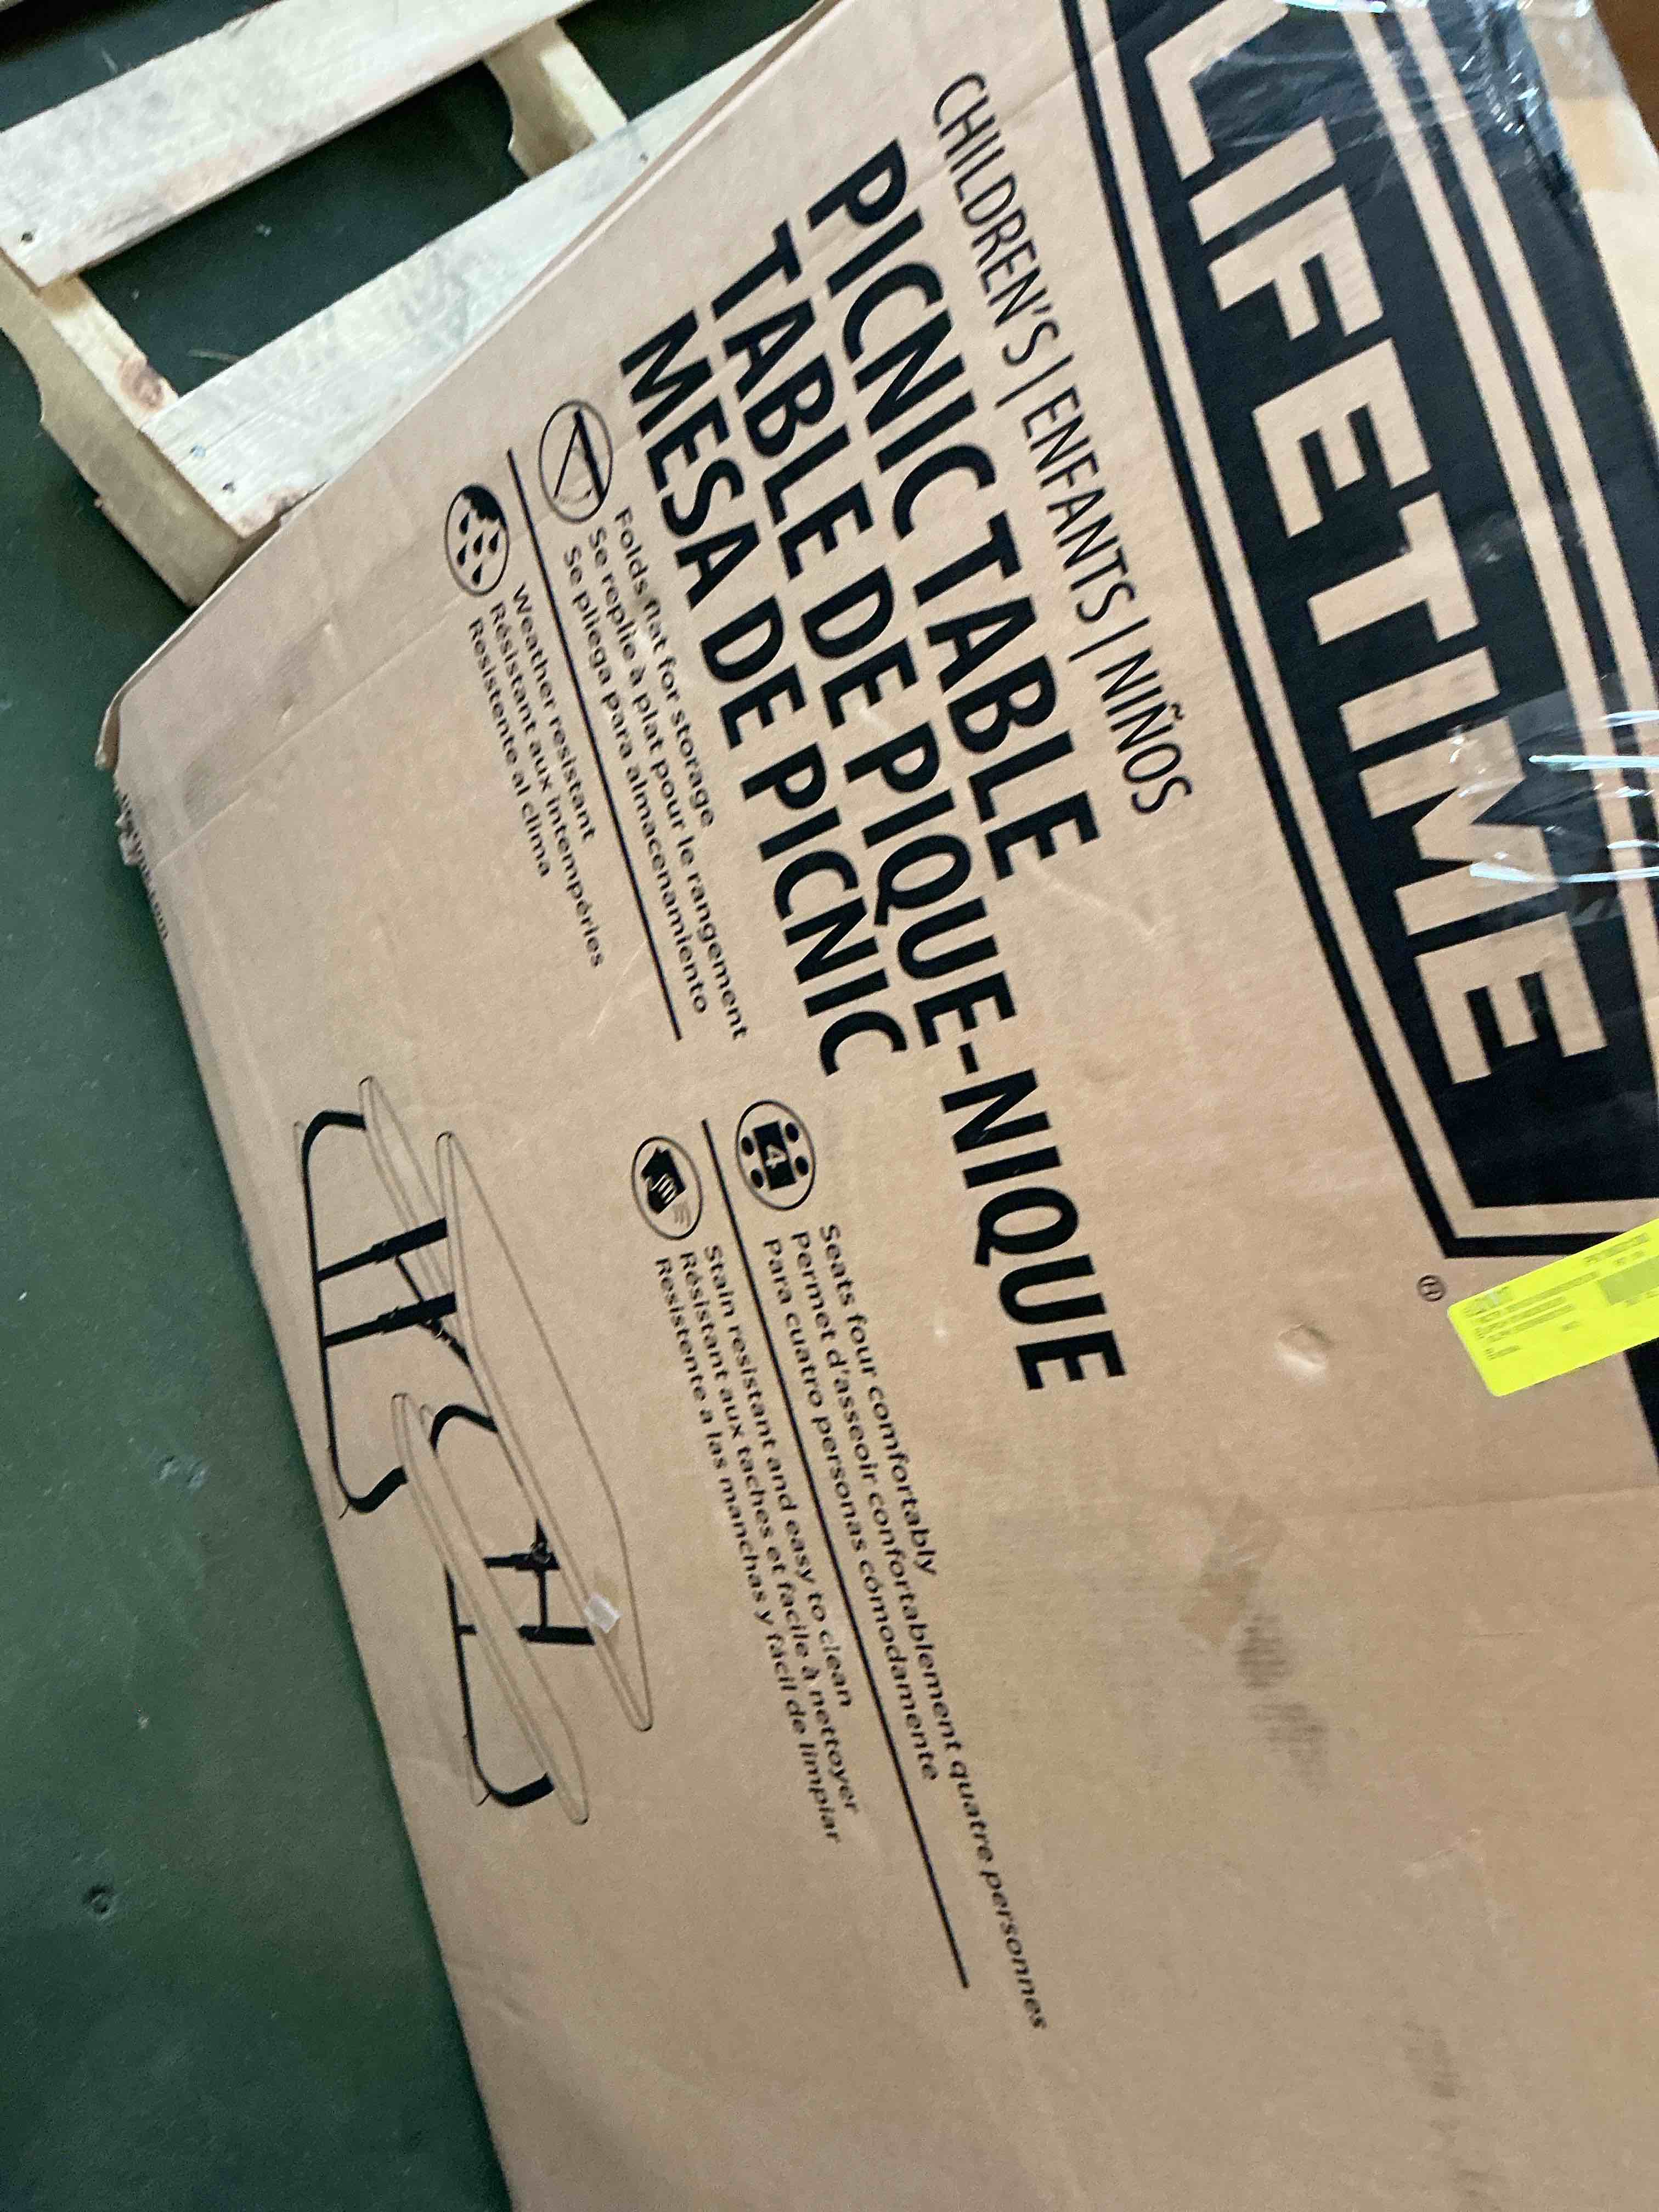 LIFETIME
®
CHILDREN'S | ENFANTS | NIÑOS
PICNIC TABLE
TABLE DE PIQUE-NIQUE
MESA DE PICNIC
Folds flat for storage
Se replie à plat pour le rangement
Se pliega para almacenamiento
Weather resistant
Résistant aux intempéries
Resistente al clima
4
Seats four comfortably
Permet d'asseoir confortablement quatre personnes
Para cuatro personas cómodamente
Stain resistant and easy to clean
Résistant aux taches et facile à nettoyer
Resistente a las manchas y fácil de limpiar